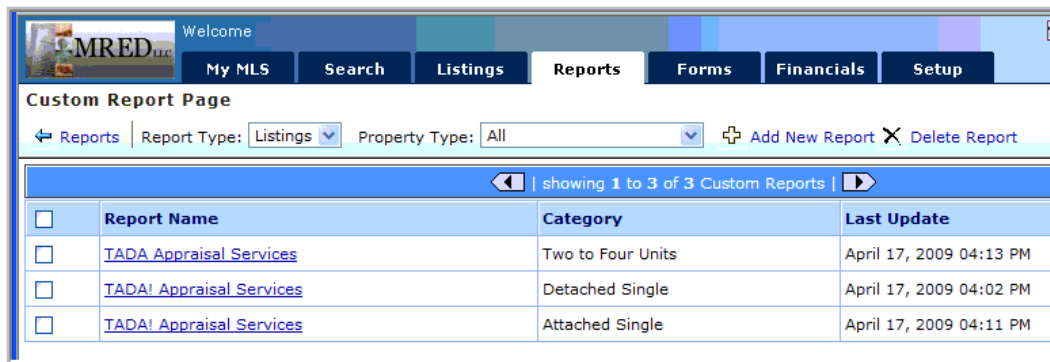 Welcome
MRED LLC
My MLS Search Listings Reports Forms Financials Setup
Custom Report Page
Reports Report Type: Listings Property Type: All Add New Report Delete Report
| showing 1 to 3 of 3 Custom Reports |
Report Name Category Last Update
TADA Appraisal Services Two to Four Units April 17, 2009 04:13 PM
TADA! Appraisal Services Detached Single April 17, 2009 04:02 PM
TADA! Appraisal Services Attached Single April 17, 2009 04:11 PM